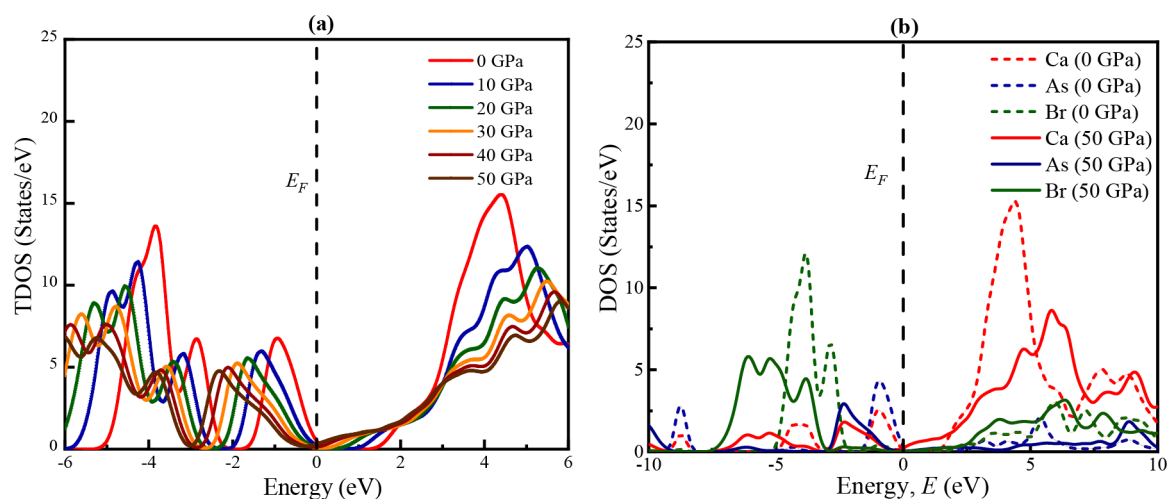 (a)
25
20
15
10
5
0
TDOS (States/eV)
E_F
0 GPa
10 GPa
20 GPa
30 GPa
40 GPa
50 GPa
-6 -4 -2 0 2 4 6
Energy (eV)
(b)
25
20
15
10
5
0
DOS (States/eV)
E_F
Ca (0 GPa)
As (0 GPa)
Br (0 GPa)
Ca (50 GPa)
As (50 GPa)
Br (50 GPa)
-10 -5 0 5 10
Energy, E (eV)